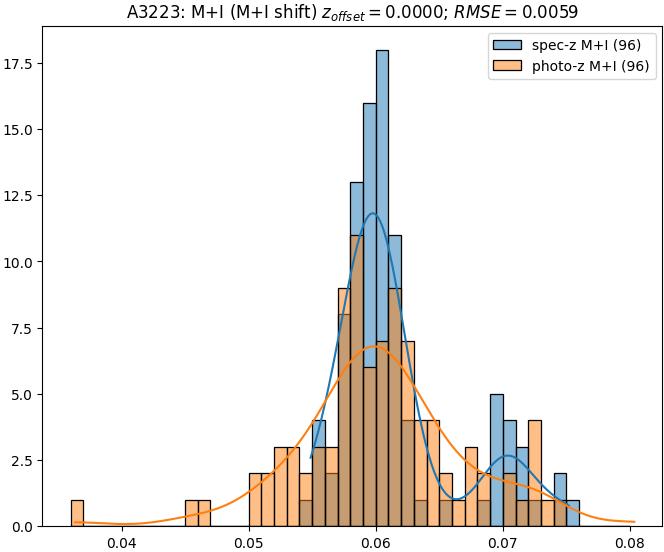 A3223: M+I (M+I shift) z_offset = 0.0000; RMSE = 0.0059
spec-z M+I (96)
photo-z M+I (96)
17.5
15.0
12.5
10.0
7.5
5.0
2.5
0.0
0.04 0.05 0.06 0.07 0.08